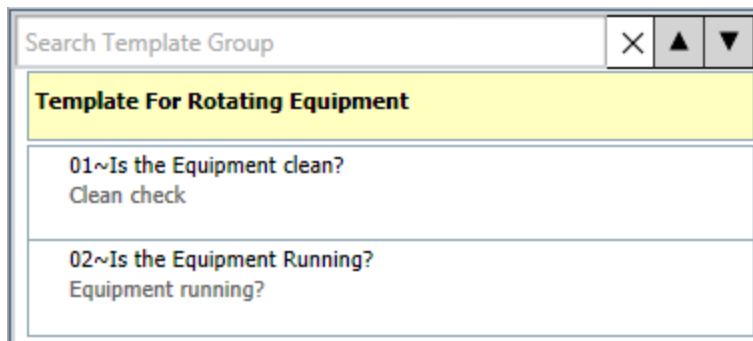 Search Template Group
Template For Rotating Equipment
01~Is the Equipment clean?
Clean check
02~Is the Equipment Running?
Equipment running?